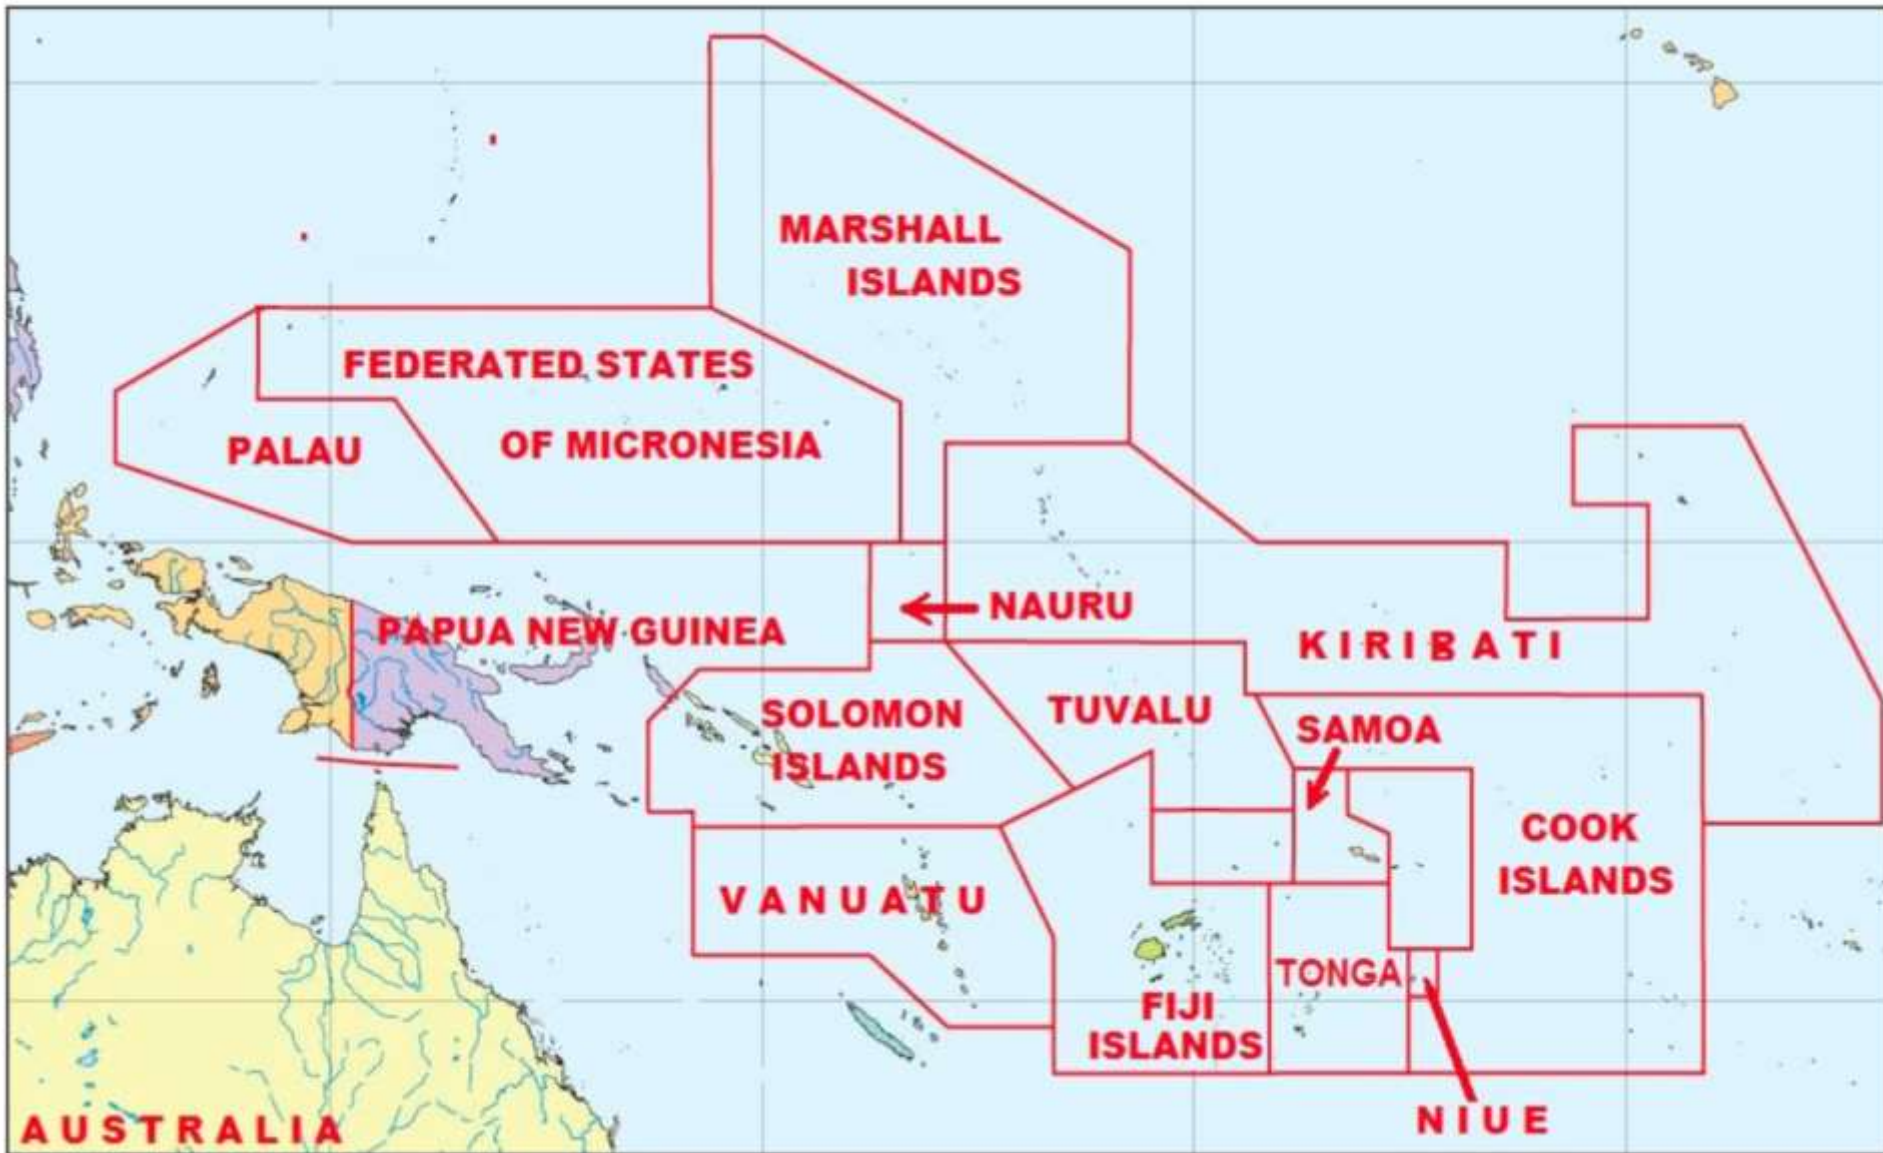 MARSHALL
ISLANDS
FEDERATED STATES
OF MICRONESIA
PALAU
NAURU
PAPUA NEW GUINEA
KIRIBATI
SOLOMON
ISLANDS
TUVALU
SAMOA
COOK
ISLANDS
VANUATU
TONGA
FIJI
ISLANDS
NIUE
AUSTRALIA